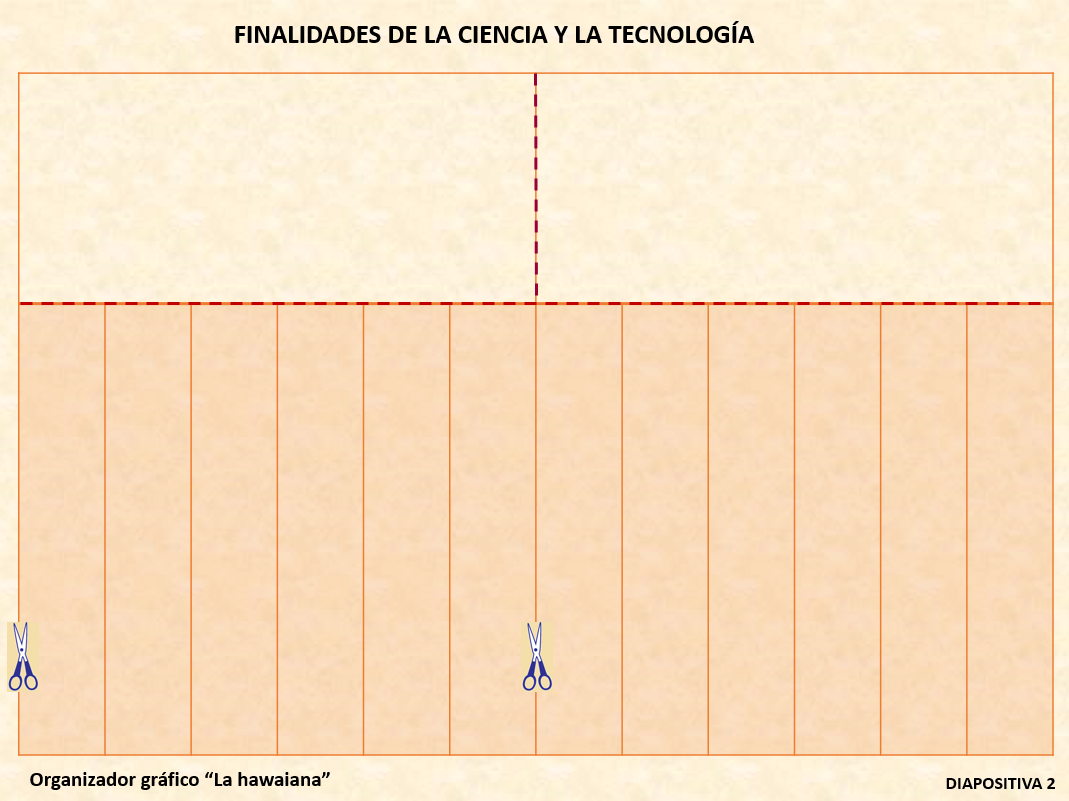 FINALIDADES DE LA CIENCIA Y LA TECNOLOGÍA
Organizador gráfico “La hawaiana”
DIAPOSITIVA 2